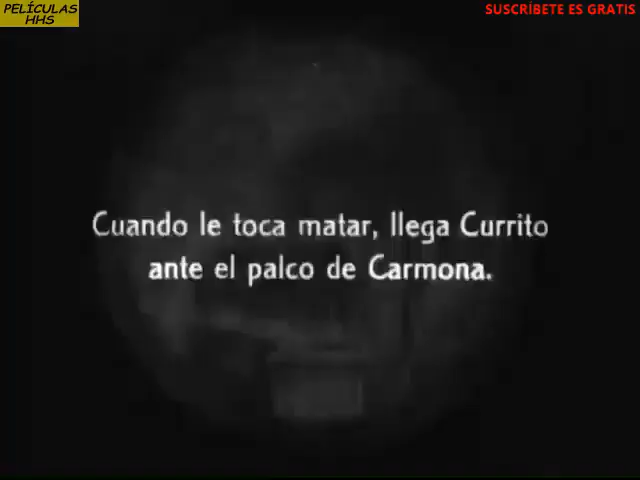 PELÍCULAS
HHS
SUSCRÍBETE ES GRATIS
Cuando le toca matar, llega Currito
ante el palco de Carmona.